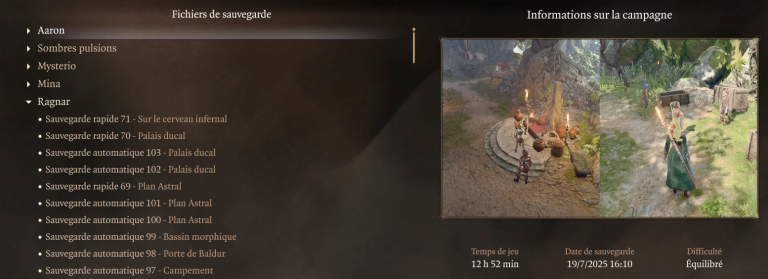 Fichiers de sauvegarde
Aaron
Sombres pulsions
Mysterio
Mina
Ragnar
Sauvegarde rapide 71 - Sur le cerveau infernal
Sauvegarde rapide 70 - Palais ducal
Sauvegarde automatique 103 - Palais ducal
Sauvegarde automatique 102 - Palais ducal
Sauvegarde rapide 69 - Plan Astral
Sauvegarde automatique 101 - Plan Astral
Sauvegarde automatique 100 - Plan Astral
Sauvegarde automatique 99 - Bassin morphique
Sauvegarde automatique 98 - Porte de Baldur
Sauvegarde automatique 97 - Campement
Informations sur la campagne
Temps de jeu
12 h 52 min
Date de sauvegarde
19/7/2025 16:10
Difficulté
Équilibré